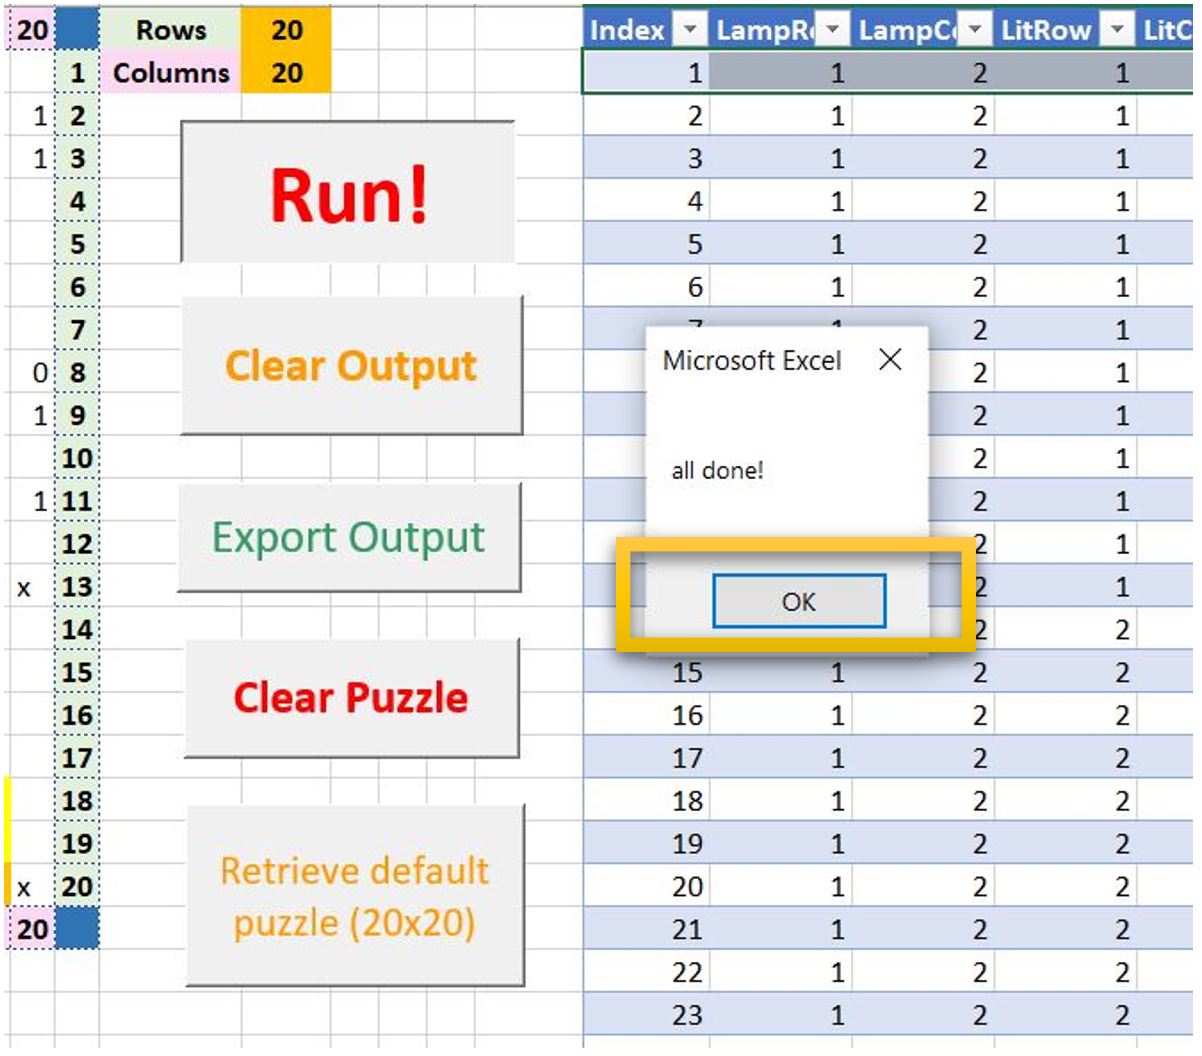 20 Rows 20 Index LampRo LampCo LitRow LitC
1 Columns 20 1 1 2 1
1 2 2 1 2 1
1 3 Run! 3 1 2 1
4 4 1 2 1
5 5 1 2 1
6 6 1 2 1
7 2 1
Microsoft Excel
0 8 Clear Output 2 1
1 9 2 1
10 2 1
all done!
1 11 2 1
12 Export Output 2 1
x 13 2 1
OK
14 2 2
15 Clear Puzzle 15 1 2 2
16 16 1 2 2
17 17 1 2 2
18 18 1 2 2
19 Retrieve default 19 1 2 2
x 20 20 1 2 2
20 puzzle (20x20) 21 1 2 2
22 1 2 2
23 1 2 2